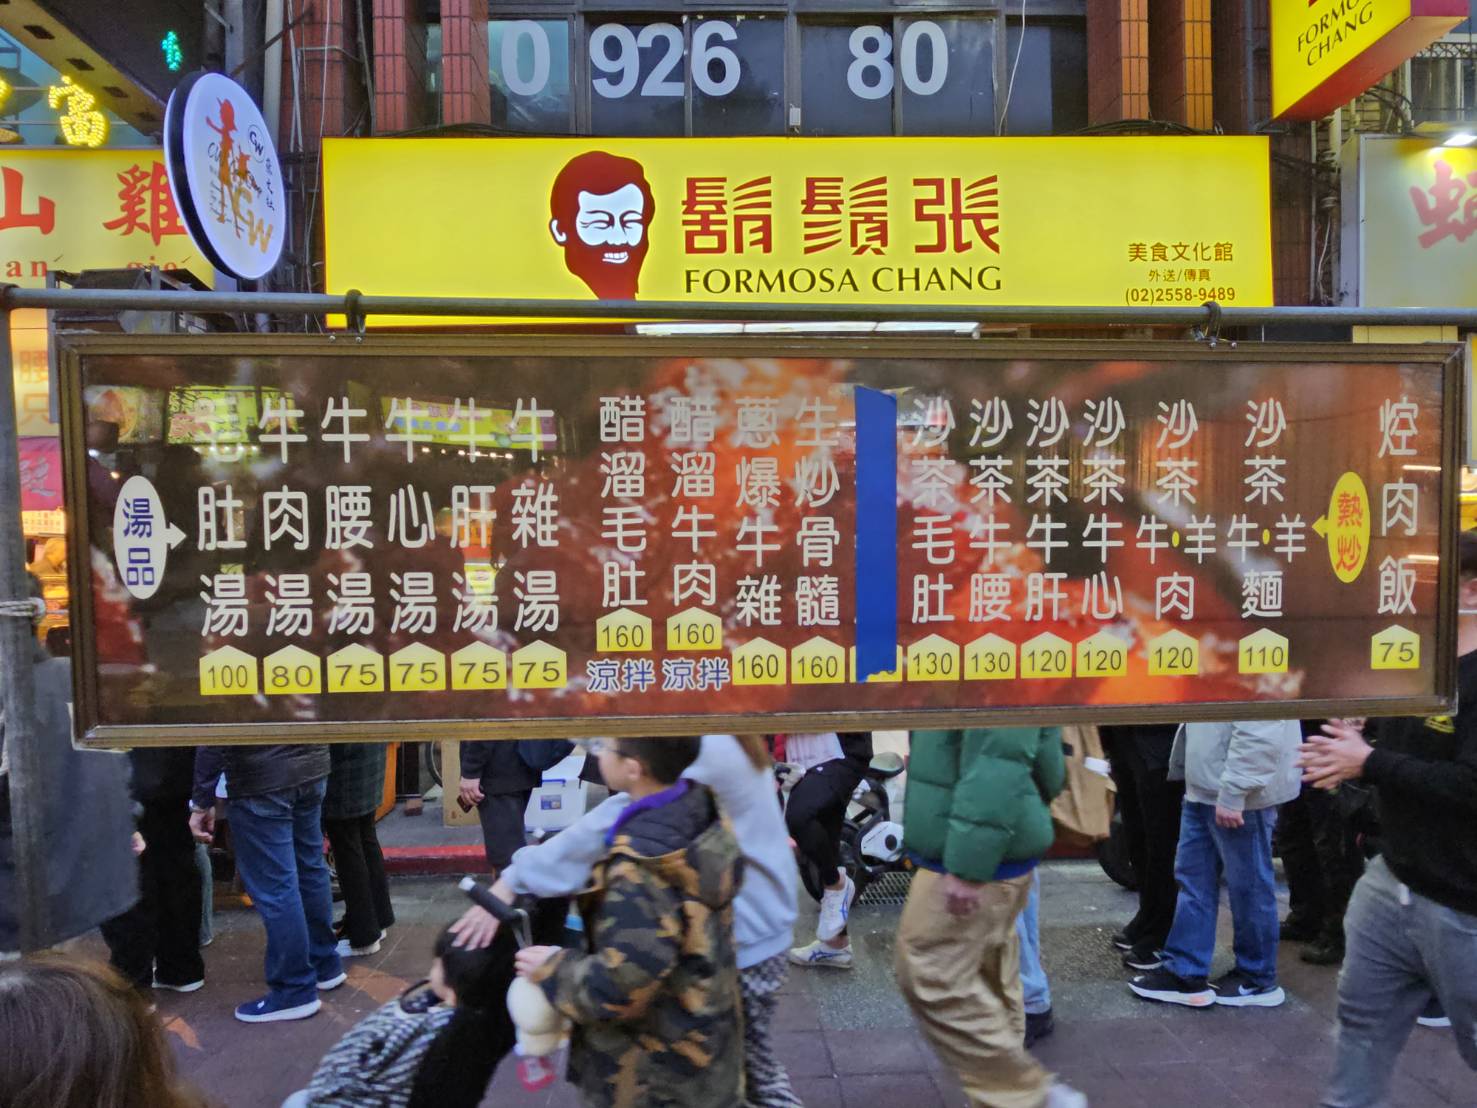 0 926 80
FORMO
CHANG
山雞
GW
鬍鬚張
FORMOSA CHANG
美食文化館
外送/傳真
(02)2558-9489
焢肉飯
75
熱炒
沙茶牛·羊麵
110
沙茶牛·羊肉
120
沙茶牛心
120
沙茶牛肝
120
沙茶牛腰
130
沙茶毛肚
130
生炒骨髓
160
蔥爆牛雜
160
醋溜牛肉
160
涼拌
醋溜毛肚
160
涼拌
牛雜湯
75
牛肝湯
75
牛心湯
75
牛腰湯
75
牛肉湯
80
毛肚湯
100
湯品